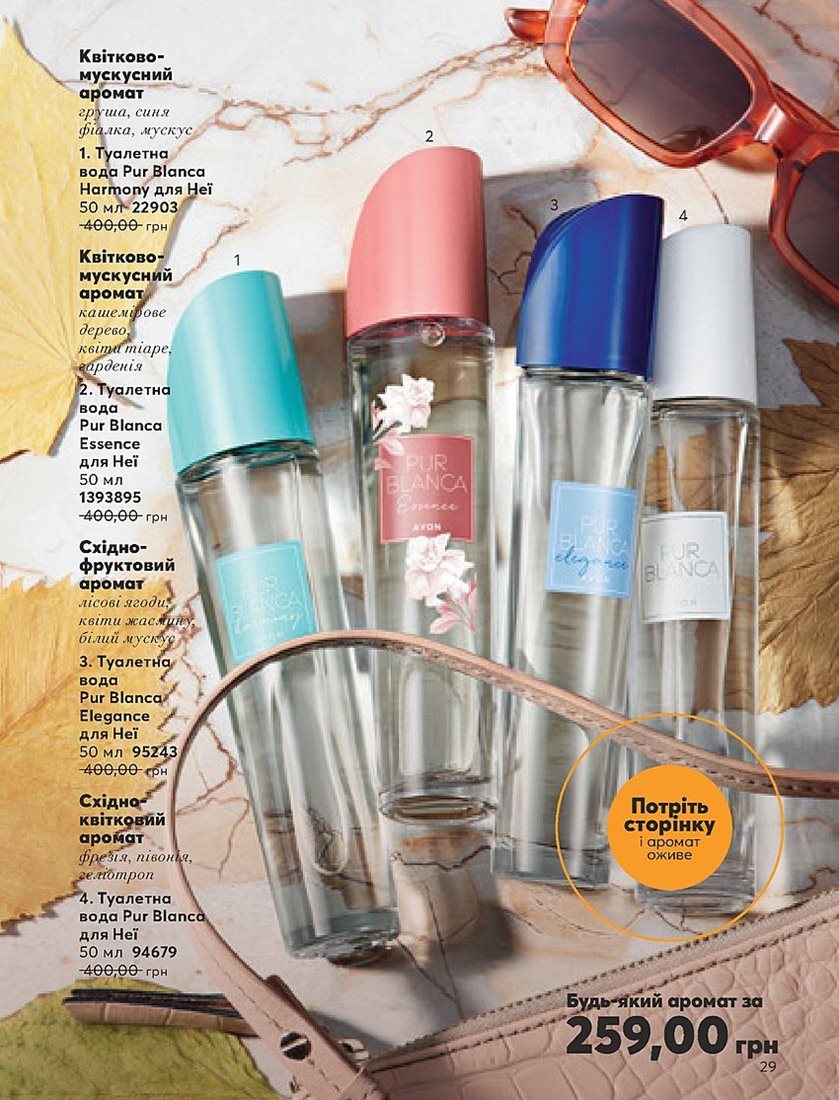 Квітково-
мускусний
аромат
груша, синя
фіалка, мускус
1. Туалетна
вода Pur Blanca
Harmony для Неї
50 мл 22903
400,00 грн
Квітково-
мускусний
аромат
кашемірове
дерево,
квіти тіаре,
гарденія
2. Туалетна
вода
Pur Blanca
Essence
для Неї
50 мл
1393895
400,00 грн
Східно-
фруктовий
аромат
лісові ягоди,
квіти жасмину,
білий мускус
3. Туалетна
вода
Pur Blanca
Elegance
для Неї
50 мл 95243
400,00 грн
Східно-
квітковий
аромат
фрезія, півонія,
геліотроп
4. Туалетна
вода Pur Blanca
для Неї
50 мл 94679
400,00 грн
1
2
3
4
PUR
BLANCA
Harmony
AVON
PUR
BLANCA
Essence
AVON
PUR
BLANCA
elegance
AVON
PUR
BLANCA
AVON
Потріть
сторінку
і аромат
оживе
Будь-який аромат за
259,00 грн
29